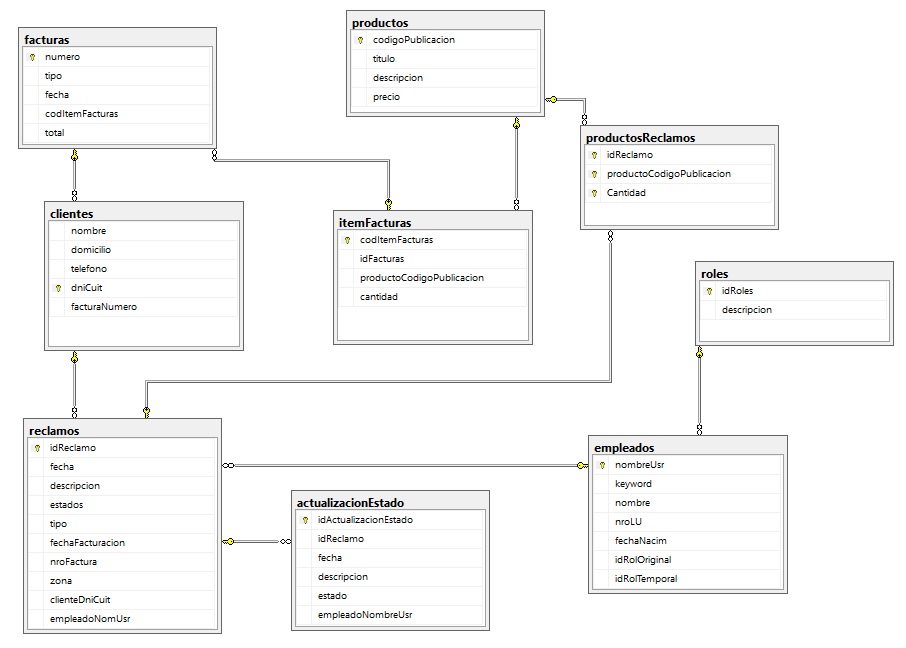 facturas
numero
tipo
fecha
codItemFacturas
total
productos
codigoPublicacion
titulo
descripcion
precio
productosReclamos
idReclamo
productoCodigoPublicacion
Cantidad
clientes
nombre
domicilio
telefono
dniCuit
facturaNumero
itemFacturas
codItemFacturas
idFacturas
productoCodigoPublicacion
cantidad
roles
idRoles
descripcion
reclamos
idReclamo
fecha
descripcion
estados
tipo
fechaFacturacion
nroFactura
zona
clienteDniCuit
empleadoNomUsr
actualizacionEstado
idActualizacionEstado
idReclamo
fecha
descripcion
estado
empleadoNombreUsr
empleados
nombreUsr
keyword
nombre
nroLU
fechaNacim
idRolOriginal
idRolTemporal